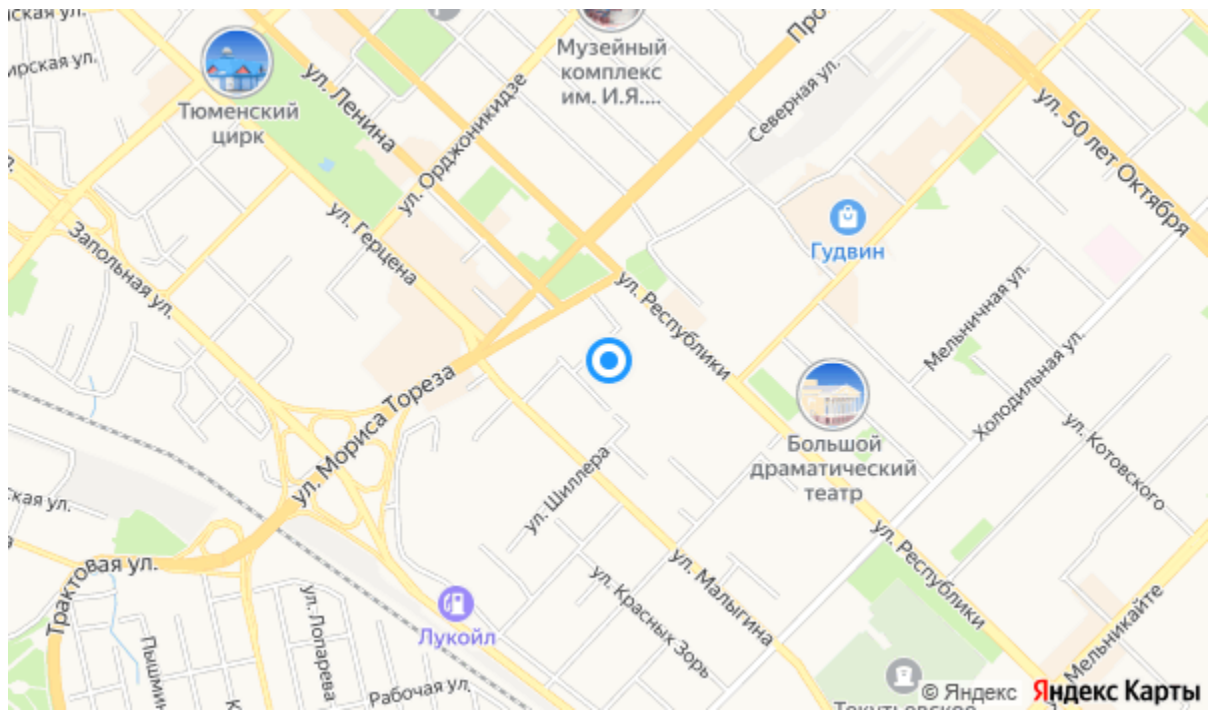 ская ул.
ирская ул.
Тюменский
цирк
ул. Ленина
ул. Орджоникидзе
Музейный
комплекс
им. И.Я....
Северная ул.
ул. 50 лет Октября
ул. Герцена
Запольная ул.
Гудвин
ул. Республики
Мельничная ул.
Холодильная ул.
ул. Мориса Тореза
Большой
драматический
театр
ул. Котовского
ул. Шиллера
ская ул.
Трактовая ул.
ул. Республики
ул. Малыгина
ул. Красных Зорь
Лукойл
ул. Лопарева
Рабочая ул.
Мельникайте
© Яндекс Яндекс Карты